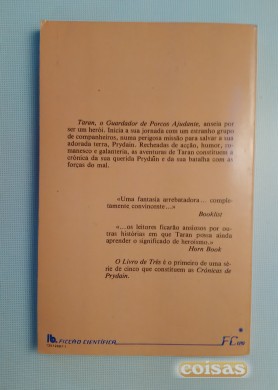 Taran, o Guardador de Porcos Ajudante, anseia por
ser um herói. Inicia a sua jornada com um estranho grupo
de companheiros, numa perigosa missão para salvar a sua
adorada terra, Prydain. Recheadas de acção, humor, ro-
manesco e galanteria, as aventuras de Taran constituem a
crónica da sua querida Prydain e da sua batalha com as
forças do mal.
«Uma fantasia arrebatadora... comple-
tamente convincente...»
Booklist
«...os leitores ficarão ansiosos por ou-
tras histórias em que Taran possa ainda
aprender o significado de heroísmo.»
Horn Book
O Livro de Três é o primeiro de uma sé-
rie de cinco que constituem as Crónicas de
Prydain.
FICÇÃO CIENTÍFICA
FC
coisas